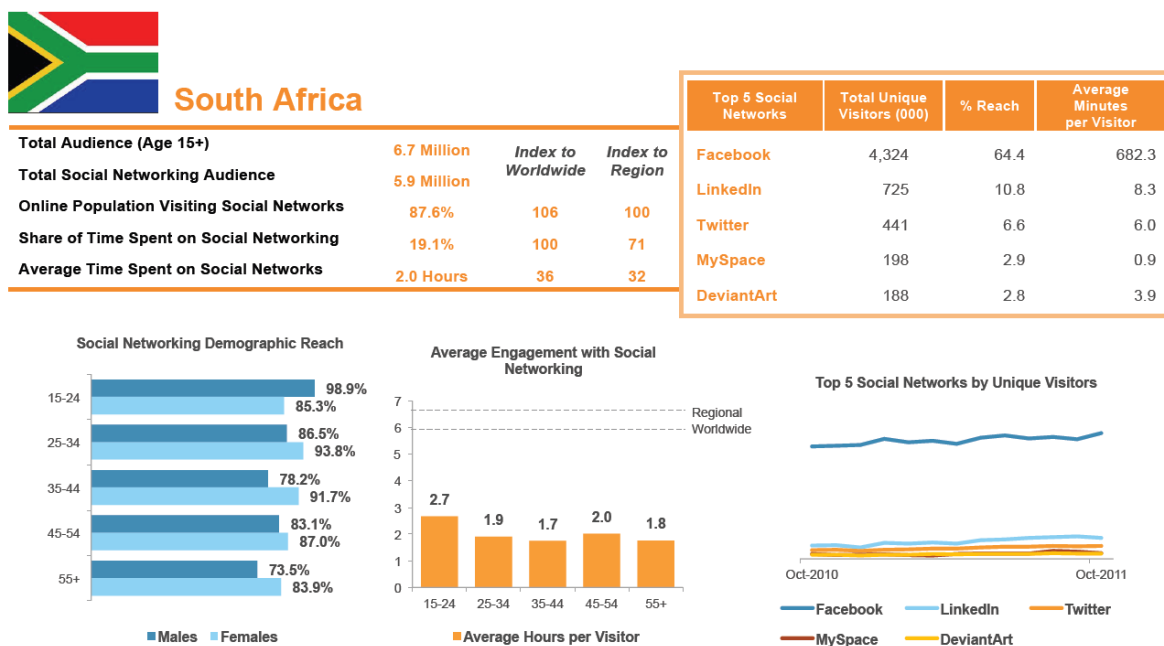 South Africa
Total Audience (Age 15+) 6.7 Million
Index to Worldwide
Index to Region
Total Social Networking Audience 5.9 Million
Online Population Visiting Social Networks 87.6% 106 100
Share of Time Spent on Social Networking 19.1% 100 71
Average Time Spent on Social Networks 2.0 Hours 36 32
Top 5 Social Networks Total Unique Visitors (000) % Reach Average Minutes per Visitor
Facebook 4,324 64.4 682.3
LinkedIn 725 10.8 8.3
Twitter 441 6.6 6.0
MySpace 198 2.9 0.9
DeviantArt 188 2.8 3.9
Social Networking Demographic Reach
15-24 98.9%
85.3%
25-34 86.5%
93.8%
35-44 78.2%
91.7%
45-54 83.1%
87.0%
55+ 73.5%
83.9%
Males Females
Average Engagement with Social
Networking
7
6
5
4
3
2
1
0
Regional
Worldwide
2.7 1.9 1.7 2.0 1.8
15-24 25-34 35-44 45-54 55+
Average Hours per Visitor
Top 5 Social Networks by Unique Visitors
Oct-2010 Oct-2011
Facebook LinkedIn Twitter
MySpace DeviantArt